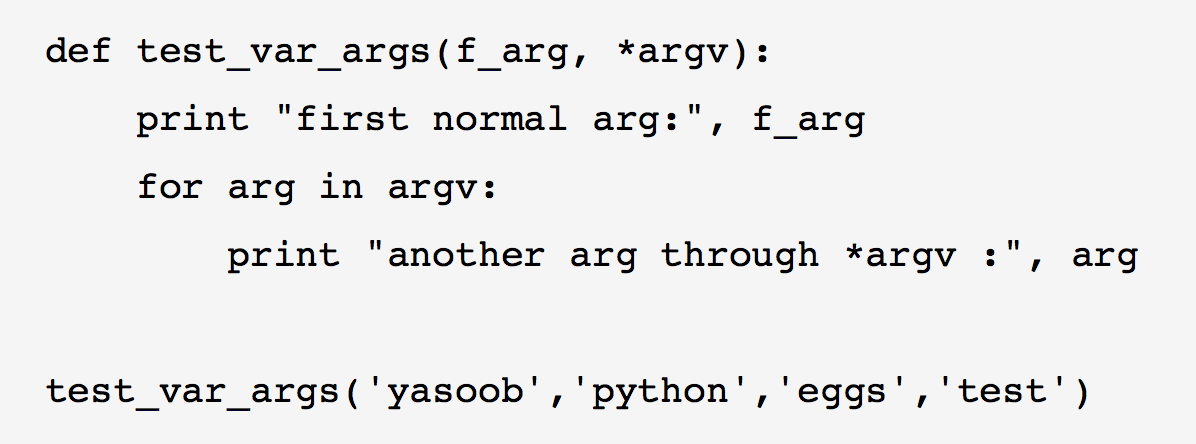 def test_var_args(f_arg, *argv):
    print "first normal arg:", f_arg
    for arg in argv:
        print "another arg through *argv :", arg
test_var_args('yasoob','python','eggs','test')